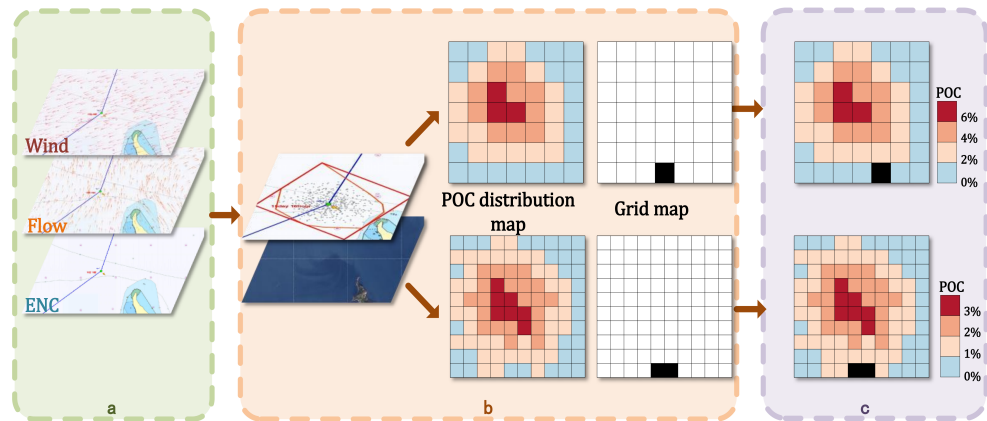 Wind
Flow
ENC
a
POC distribution
map
Grid map
b
POC
6%
4%
2%
0%
POC
3%
2%
1%
0%
c